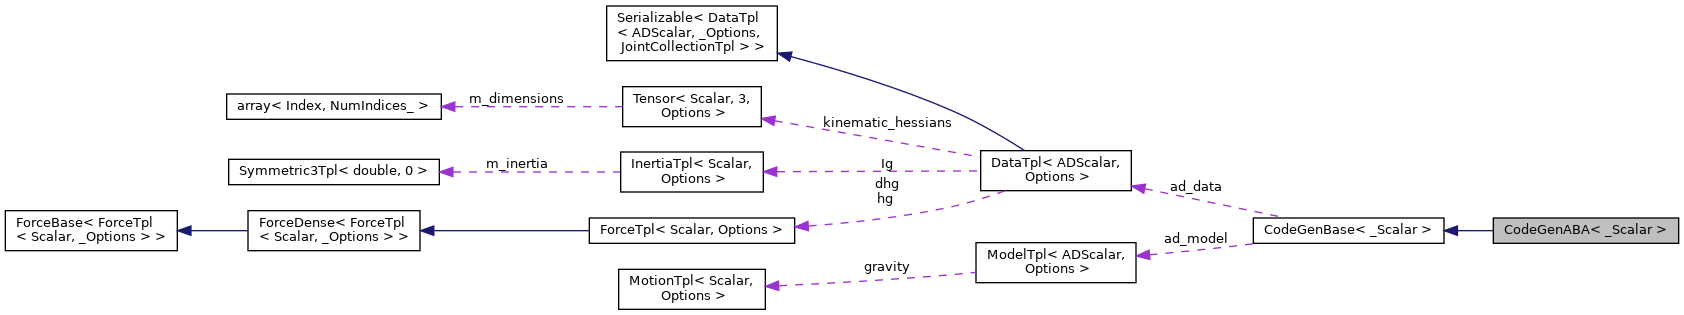 Serializable< DataTpl
< ADScalar, _Options,
JointCollectionTpl > >
array< Index, NumIndices_ >
m_dimensions
Tensor< Scalar, 3,
Options >
kinematic_hessians
Symmetric3Tpl< double, 0 >
m_inertia
InertiaTpl< Scalar,
Options >
Ig
DataTpl< ADScalar,
Options >
dhg
hg
ad_data
ForceBase< ForceTpl
< Scalar, _Options > >
ForceDense< ForceTpl
< Scalar, _Options > >
ForceTpl< Scalar, Options >
CodeGenBase< _Scalar >
CodeGenABA< _Scalar >
ad_model
ModelTpl< ADScalar,
Options >
gravity
MotionTpl< Scalar,
Options >